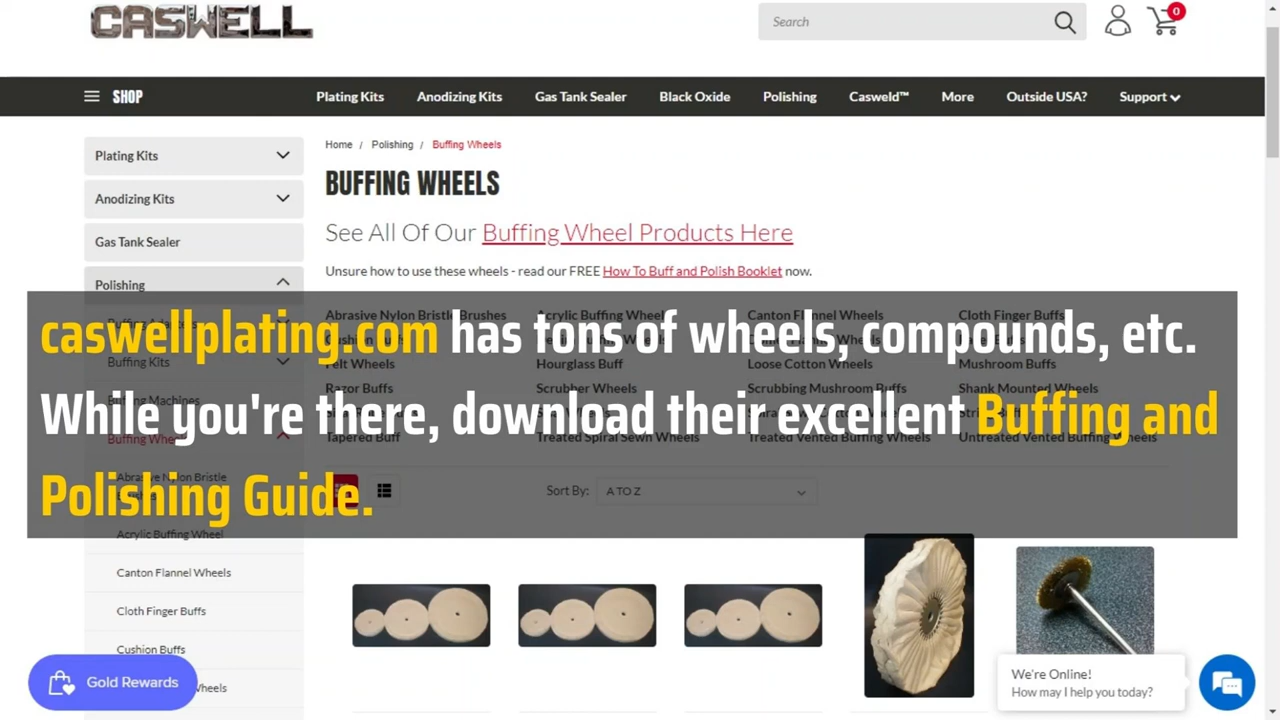 CASWELL
Search
0
SHOP
Plating Kits
Anodizing Kits
Gas Tank Sealer
Black Oxide
Polishing
Casweld™
More
Outside USA?
Support
Plating Kits
Anodizing Kits
Gas Tank Sealer
Polishing
Home / Polishing / Buffing Wheels
BUFFING WHEELS
See All Of Our Buffing Wheel Products Here
Unsure how to use these wheels - read our FREE How To Buff and Polish Booklet now.
caswellplating.com has tons of wheels, compounds, etc.
While you're there, download their excellent Buffing and
Polishing Guide.
Abrasive Nylon Bristle Brushes
Acrylic Buffing Wheel
Canton Flannel Wheels
Cloth Finger Buffs
Felt Wheels
Hourglass Buff
Loose Cotton Wheels
Mushroom Buffs
Razor Buffs
Scrubber Wheels
Scrubbing Mushroom Buffs
Shank Mounted Wheels
Tapered Buff
Treated Spiral Sewn Wheels
Treated Vented Buffing Wheels
Untreated Vented Buffing Wheels
Sort By:
A TO Z
Buffing Kits
Buffing Machines
Abrasive Nylon Bristle
Acrylic Buffing Wheel
Canton Flannel Wheels
Cloth Finger Buffs
Cushion Buffs
Gold Rewards
We're Online!
How may I help you today?